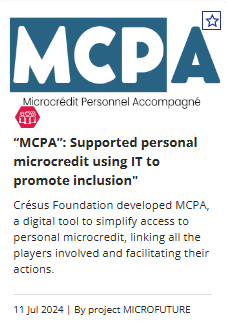 MCPA
Microcrédit Personnel Accompagné
“MCPA”: Supported personal
microcredit using IT to
promote inclusion"
Crésus Foundation developed MCPA,
a digital tool to simplify access to
personal microcredit, linking all the
players involved and facilitating their
actions.
11 Jul 2024 | By project MICROFUTURE